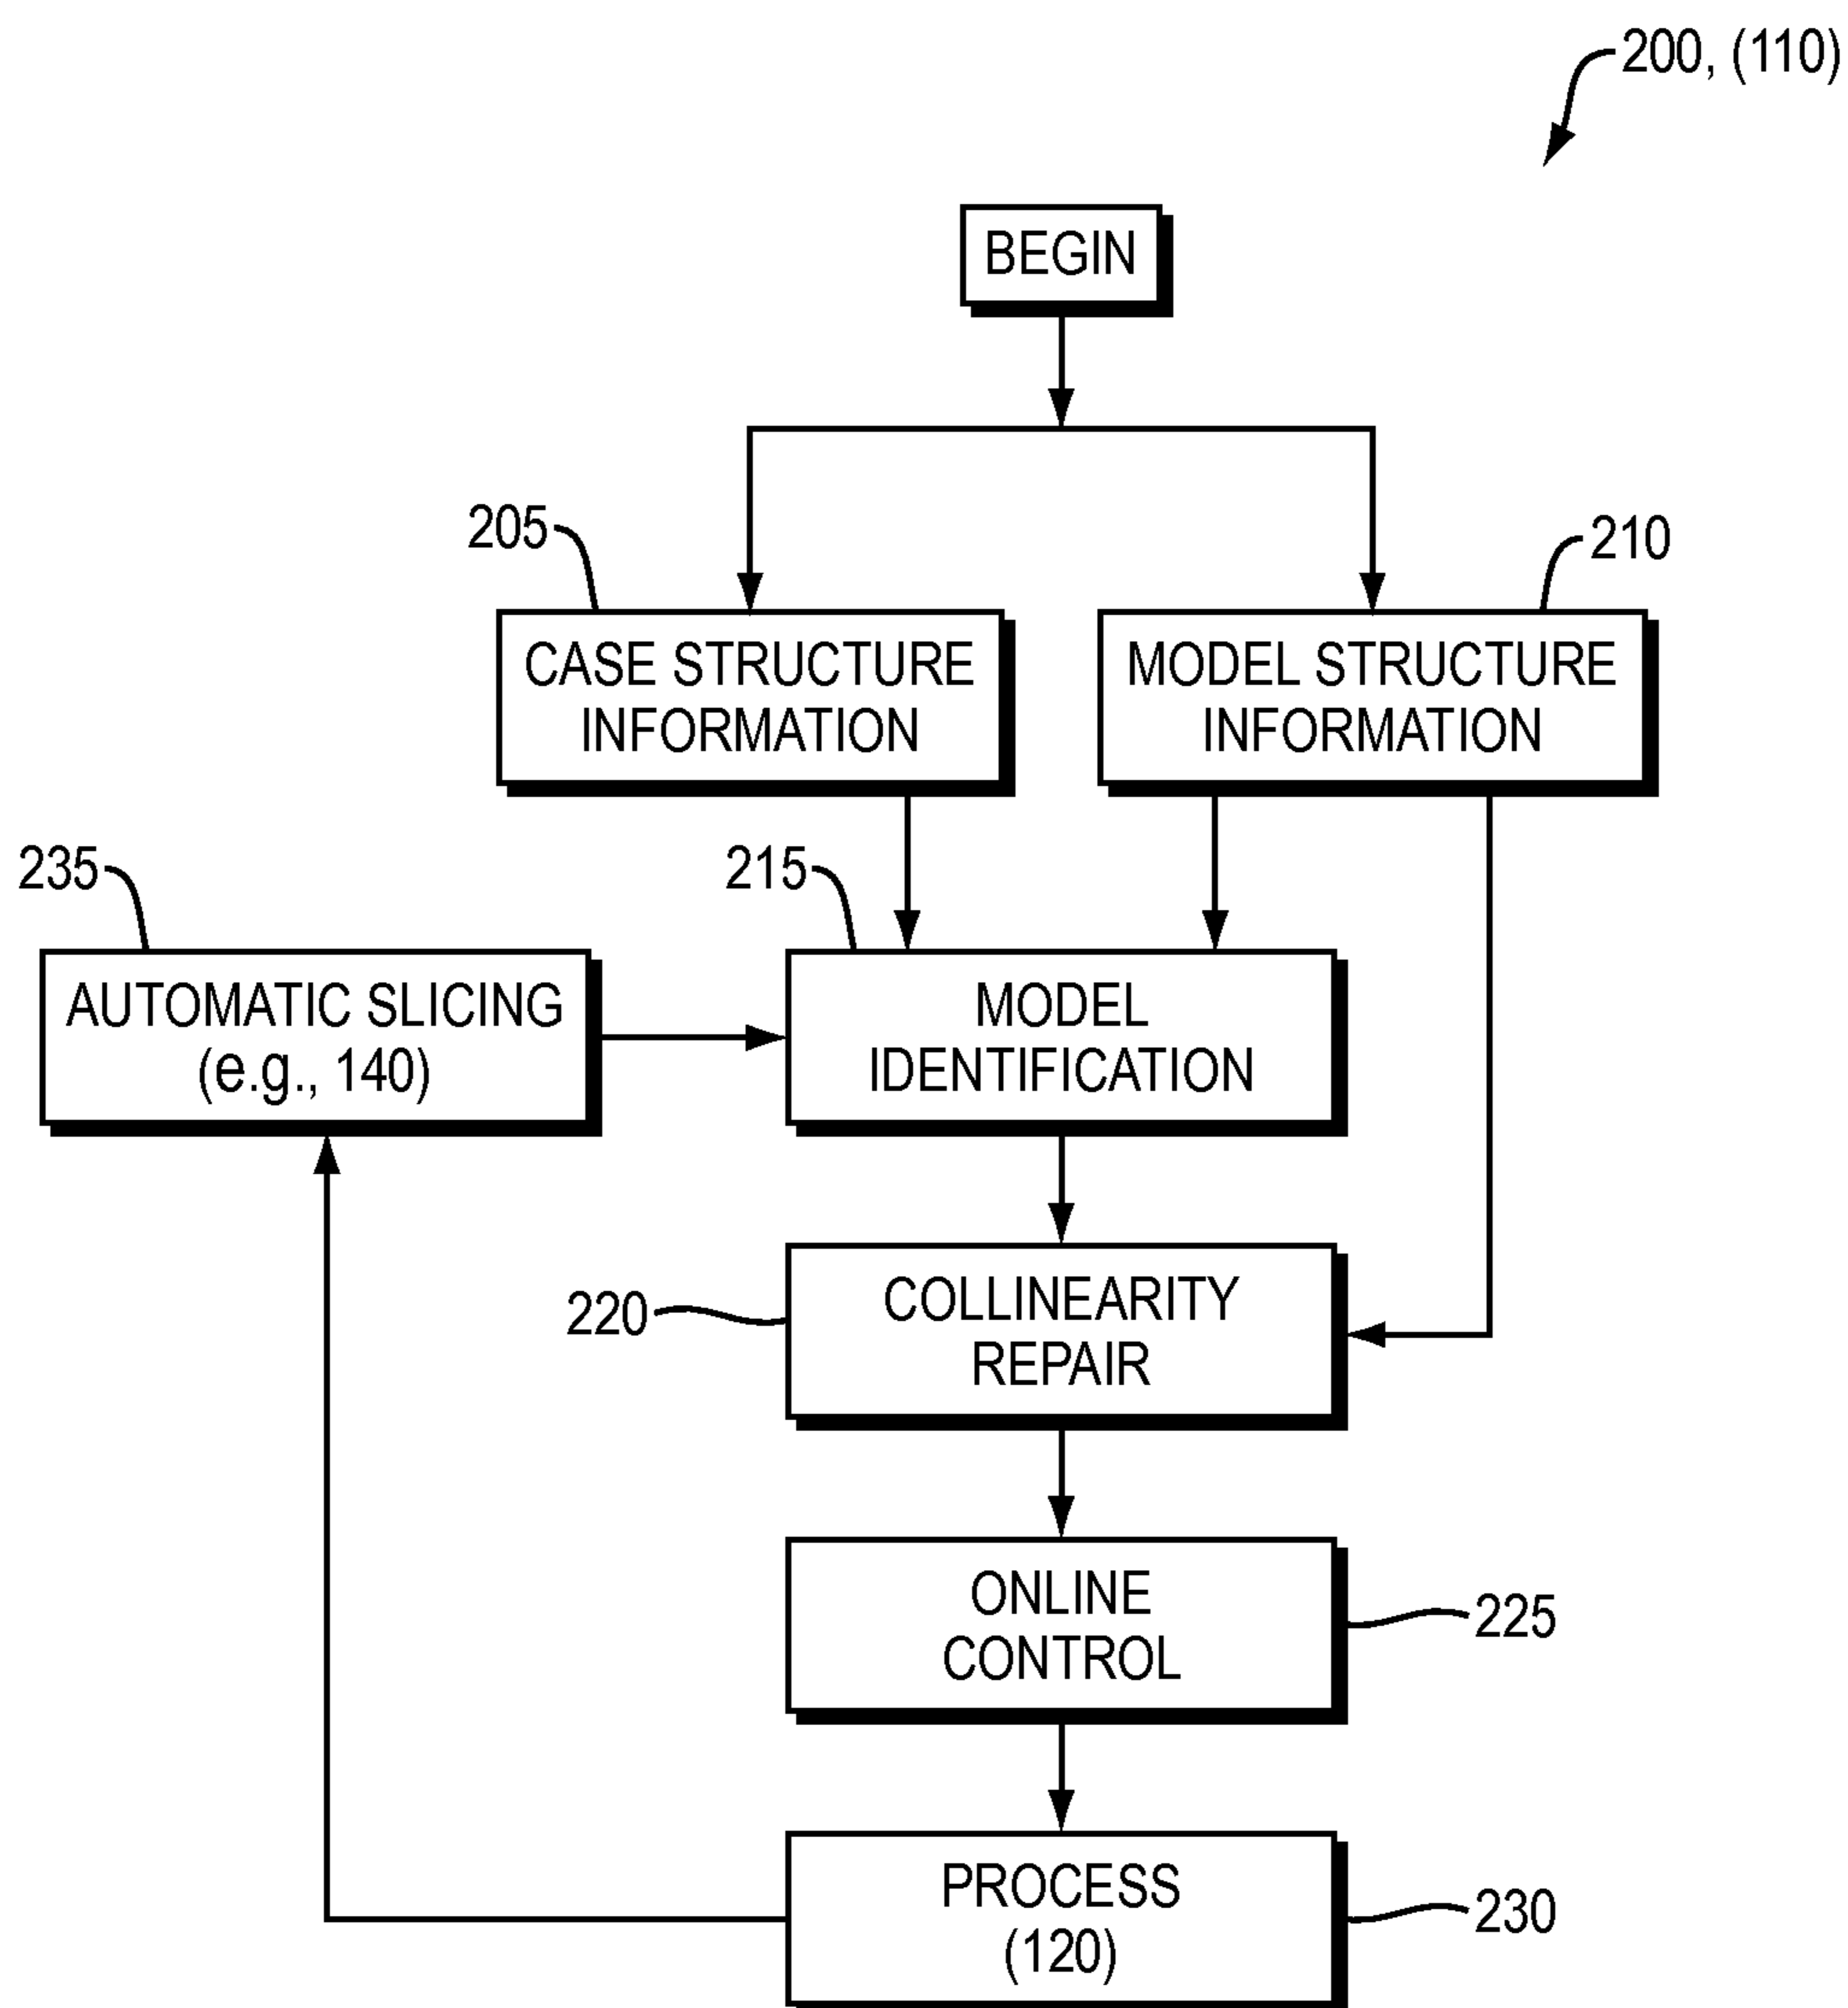 200, (110)
BEGIN
205
210
CASE STRUCTURE
INFORMATION
MODEL STRUCTURE
INFORMATION
235
215
AUTOMATIC SLICING
(e.g., 140)
MODEL
IDENTIFICATION
220
COLLINEARITY
REPAIR
ONLINE
CONTROL
225
PROCESS
(120)
230